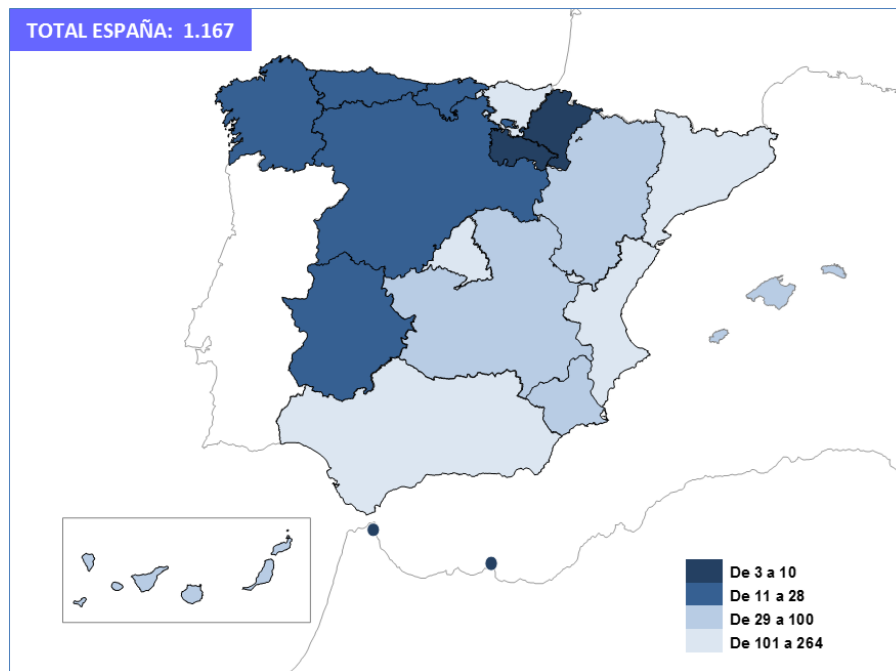 TOTAL ESPAÑA: 1.167
De 3 a 10
De 11 a 28
De 29 a 100
De 101 a 264